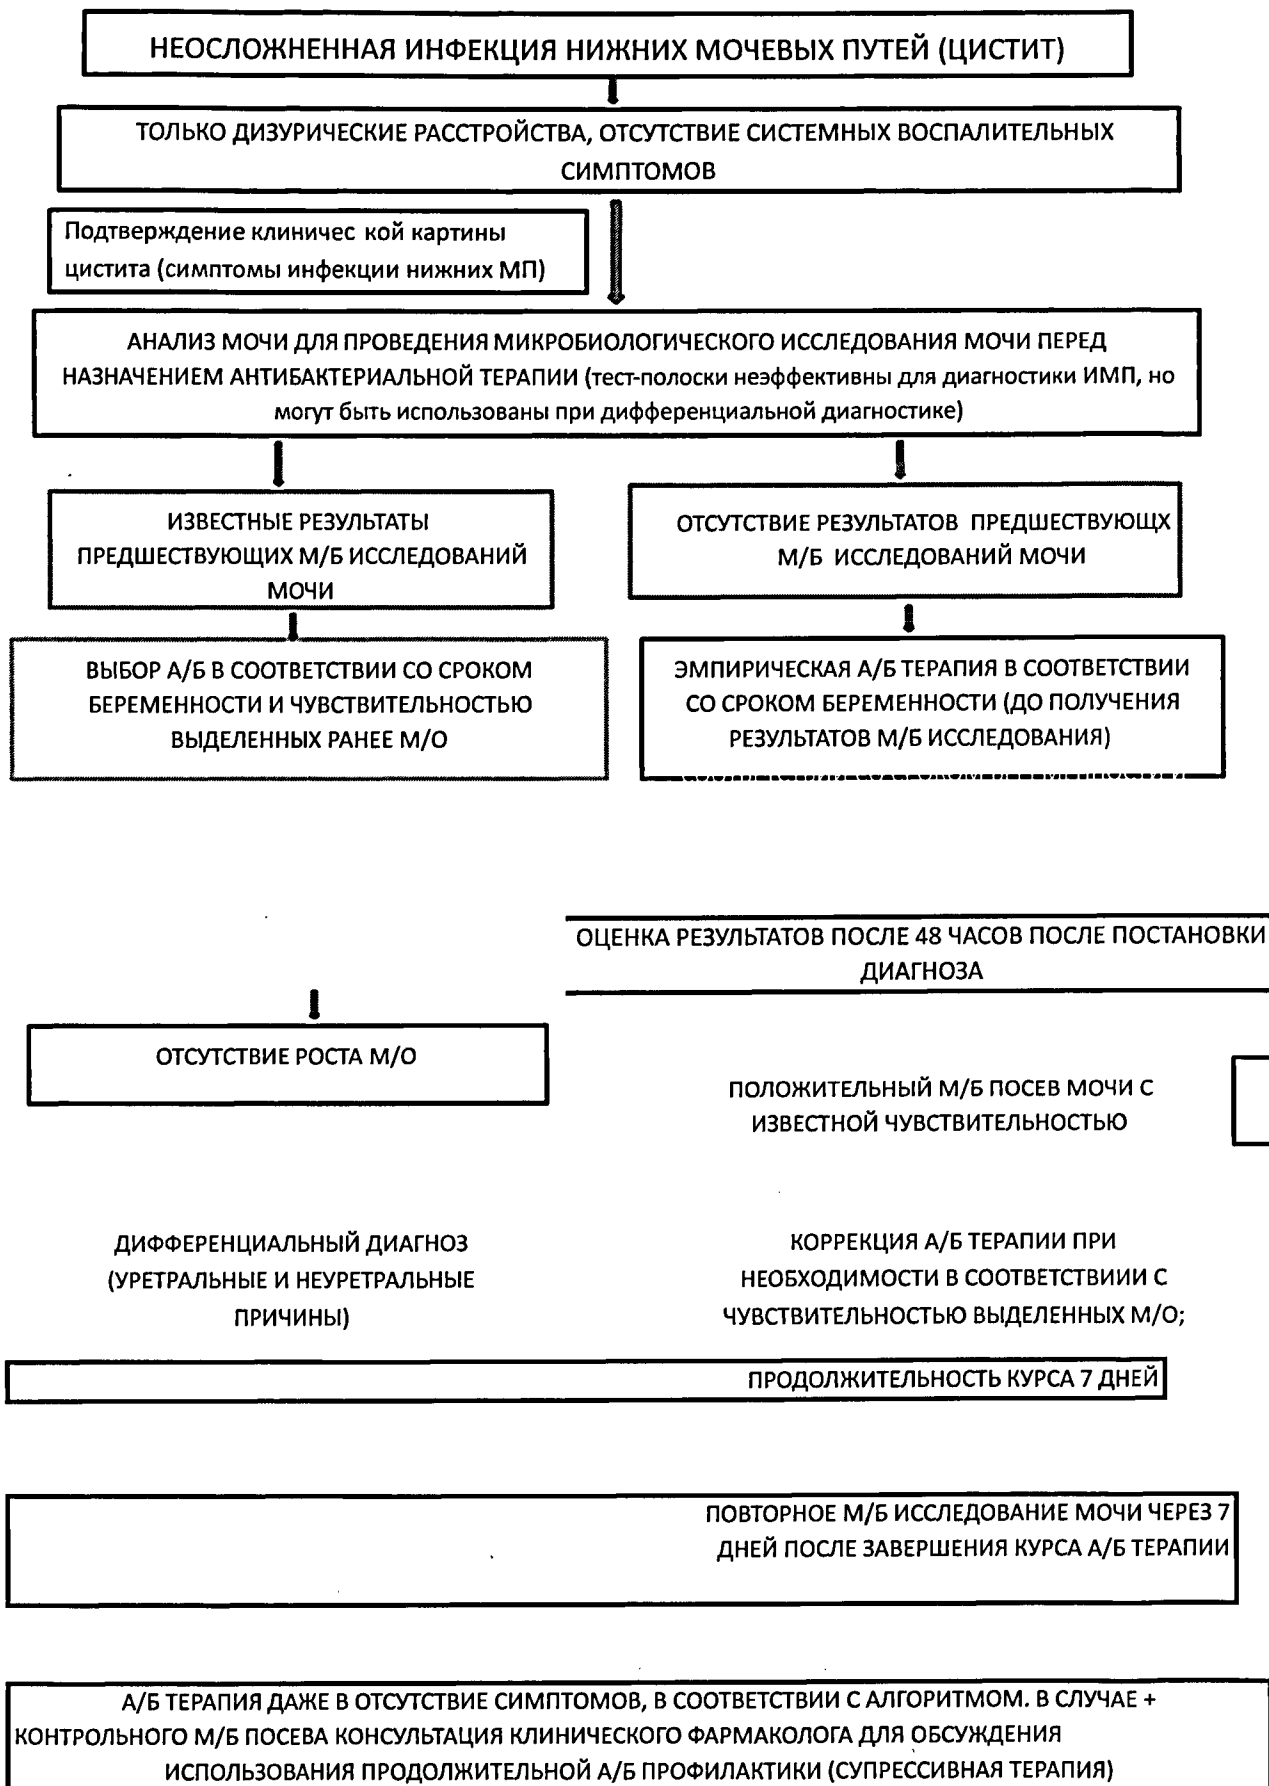 НЕОСЛОЖНЕННАЯ ИНФЕКЦИЯ НИЖНИХ МОЧЕВЫХ ПУТЕЙ (ЦИСТИТ)
ТОЛЬКО ДИЗУРИЧЕСКИЕ РАССТРОЙСТВА, ОТСУТСТВИЕ СИСТЕМНЫХ ВОСПАЛИТЕЛЬНЫХ
СИМПТОМОВ
Подтверждение клиничес кой картины
цистита (симптомы инфекции нижних МП)
АНАЛИЗ МОЧИ ДЛЯ ПРОВЕДЕНИЯ МИКРОБИОЛОГИЧЕСКОГО ИССЛЕДОВАНИЯ МОЧИ ПЕРЕД
НАЗНАЧЕНИЕМ АНТИБАКТЕРИАЛЬНОЙ ТЕРАПИИ (тест-полоски неэффективны для диагностики ИМП, но
могут быть использованы при дифференциальной диагностике)
ИЗВЕСТНЫЕ РЕЗУЛЬТАТЫ
ПРЕДШЕСТВУЮЩИХ М/Б ИССЛЕДОВАНИЙ
МОЧИ
ОТСУТСТВИЕ РЕЗУЛЬТАТОВ ПРЕДШЕСТВУЮЩХ
М/Б ИССЛЕДОВАНИЙ МОЧИ
ВЫБОР А/Б В СООТВЕТСТВИИ СО СРОКОМ
БЕРЕМЕННОСТИ И ЧУВСТВИТЕЛЬНОСТЬЮ
ВЫДЕЛЕННЫХ РАНЕЕ М/О
ЭМПИРИЧЕСКАЯ А/Б ТЕРАПИЯ В СООТВЕТСТВИИ
СО СРОКОМ БЕРЕМЕННОСТИ (ДО ПОЛУЧЕНИЯ
РЕЗУЛЬТАТОВ М/Б ИССЛЕДОВАНИЯ)
ОЦЕНКА РЕЗУЛЬТАТОВ ПОСЛЕ 48 ЧАСОВ ПОСЛЕ ПОСТАНОВКИ
ДИАГНОЗА
ОТСУТСТВИЕ РОСТА М/О
ПОЛОЖИТЕЛЬНЫЙ М/Б ПОСЕВ МОЧИ С
ИЗВЕСТНОЙ ЧУВСТВИТЕЛЬНОСТЬЮ
ДИФФЕРЕНЦИАЛЬНЫЙ ДИАГНОЗ
(УРЕТРАЛЬНЫЕ И НЕУРЕТРАЛЬНЫЕ
ПРИЧИНЫ)
КОРРЕКЦИЯ А/Б ТЕРАПИИ ПРИ
НЕОБХОДИМОСТИ В СООТВЕТСТВИИИ С
ЧУВСТВИТЕЛЬНОСТЬЮ ВЫДЕЛЕННЫХ М/О;
ПРОДОЛЖИТЕЛЬНОСТЬ КУРСА 7 ДНЕЙ
ПОВТОРНОЕ М/Б ИССЛЕДОВАНИЕ МОЧИ ЧЕРЕЗ 7
ДНЕЙ ПОСЛЕ ЗАВЕРШЕНИЯ КУРСА А/Б ТЕРАПИИ
А/Б ТЕРАПИЯ ДАЖЕ В ОТСУТСТВИЕ СИМПТОМОВ, В СООТВЕТСТВИИ С АЛГОРИТМОМ. В СЛУЧАЕ +
КОНТРОЛЬНОГО М/Б ПОСЕВА КОНСУЛЬТАЦИЯ КЛИНИЧЕСКОГО ФАРМАКОЛОГА ДЛЯ ОБСУЖДЕНИЯ
ИСПОЛЬЗОВАНИЯ ПРОДОЛЖИТЕЛЬНОЙ А/Б ПРОФИЛАКТИКИ (СУПРЕССИВНАЯ ТЕРАПИЯ)